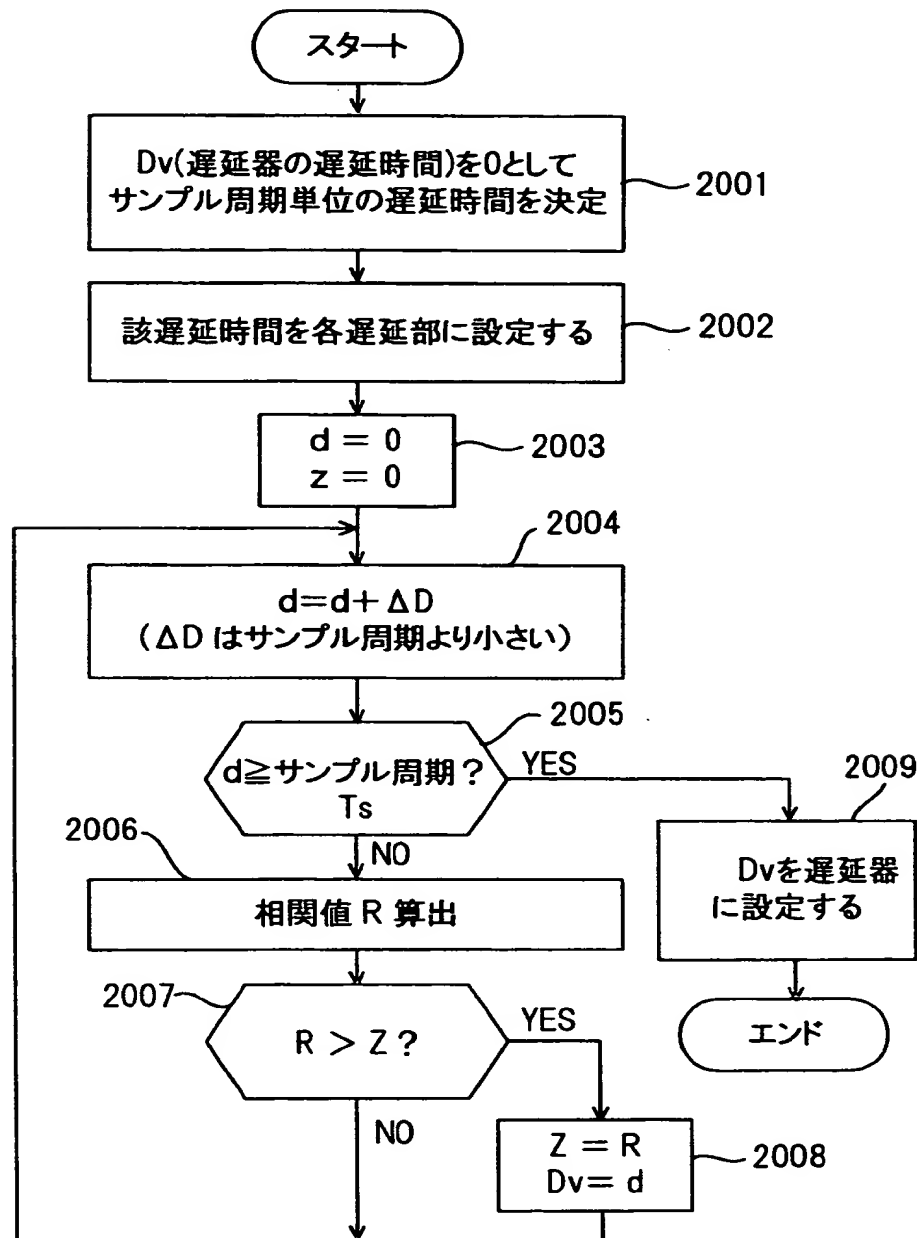 スタート
Dv(遅延器の遅延時間)を0として
サンプル周期単位の遅延時間を決定
2001
該遅延時間を各遅延部に設定する
2002
d = 0
z = 0
2003
2004
d=d+ ΔD
(ΔD はサンプル周期より小さい)
2005
d≧サンプル周期?
Ts
YES
NO
2009
Dvを遅延器
に設定する
エンド
2006
相関値 R 算出
2007
R > Z ?
YES
NO
Z = R
Dv= d
2008